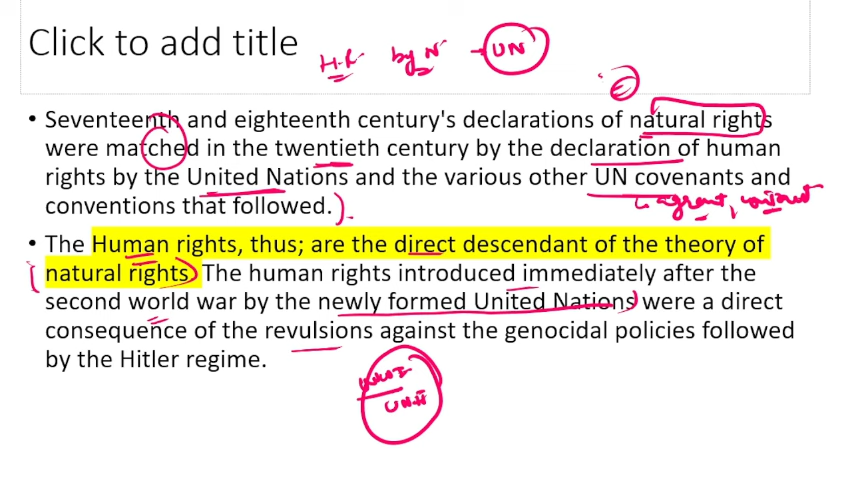 Click to add title
H.R by N UN
• Seventeenth and eighteenth century's declarations of natural rights
were matched in the twentieth century by the declaration of human
rights by the United Nations and the various other UN covenants and
conventions that followed.
• The Human rights, thus; are the direct descendant of the theory of
natural rights. The human rights introduced immediately after the
second world war by the newly formed United Nations were a direct
consequence of the revulsions against the genocidal policies followed
by the Hitler regime.